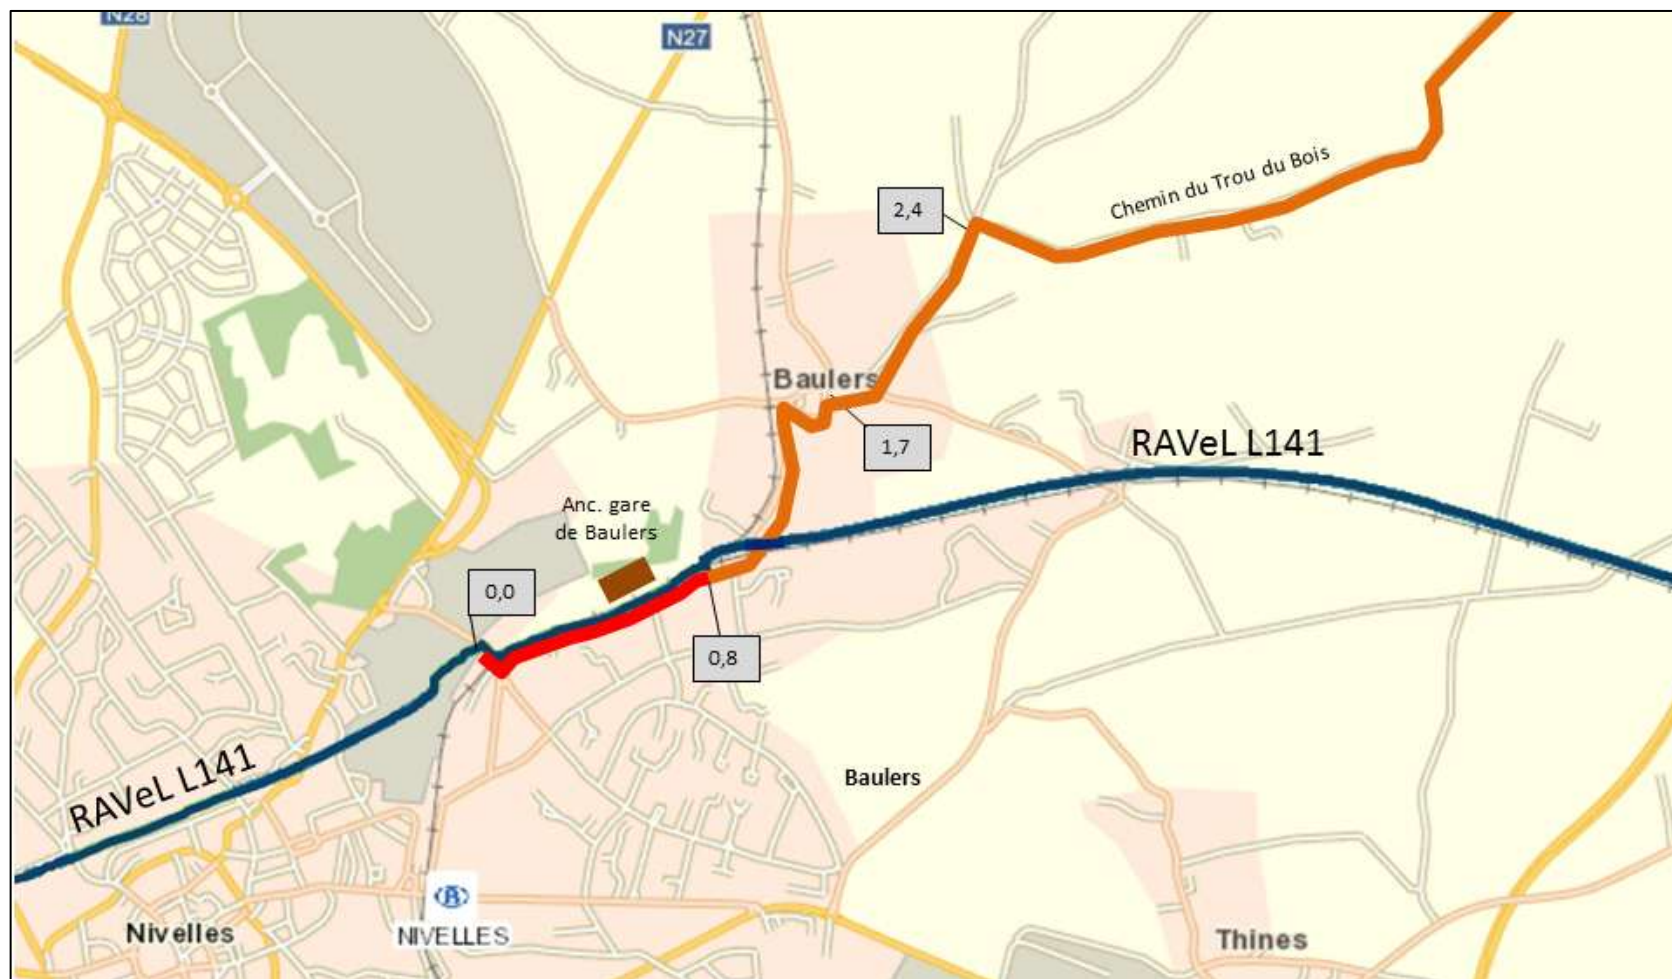 N28
N27
Chemin du Trou du Bois
2,4
Baulers
1,7
RAVeL L141
Anc. gare
de Baulers
0,0
0,8
RAVeL L141
Baulers
B
NIVELLES
Nivelles
Thines